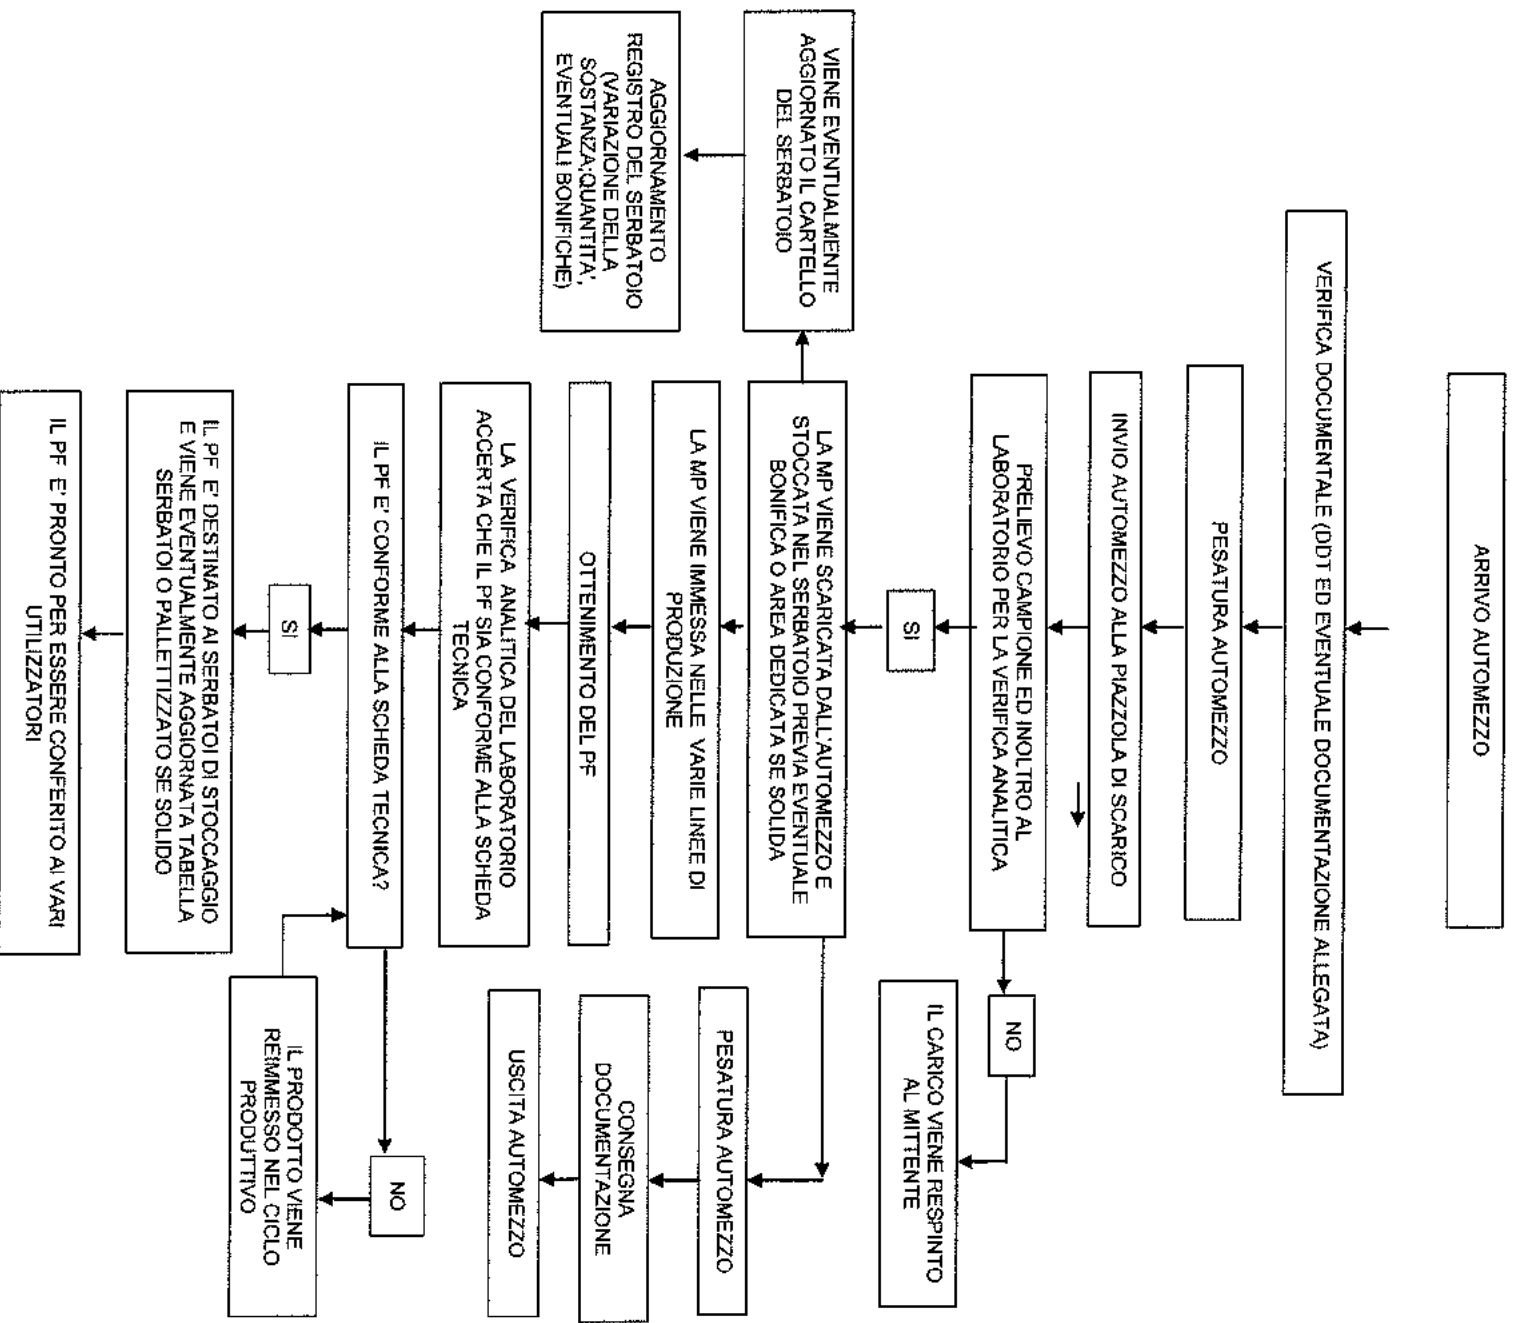 ARRIVO AUTOMEZZO
VERIFICA DOCUMENTALE (DDT ED EVENTUALE DOCUMENTAZIONE ALLEGATA)
PESATURA AUTOMEZZO
INVIO AUTOMEZZO ALLA PIAZZOLA DI SCARICO
PRELIEVO CAMPIONE ED INOLTRO AL
LABORATORIO PER LA VERIFICA ANALITICA
NO
IL CARICO VIENE RESPINTO
AL MITTENTE
SI
VIENE EVENTUALMENTE
AGGIORNATO IL CARTELLO
DEL SERBATOIO
AGGIORNAMENTO
REGISTRO DEL SERBATOIO
(VARIAZIONE DELLA
SOSTANZA;QUANTITA',
EVENTUALI BONIFICHE)
LA MP VIENE SCARICATA DALL'AUTOMEZZO E
STOCCATA NEL SERBATOIO PREVIA EVENTUALE
BONIFICA O AREA DEDICATA SE SOLIDA
PESATURA AUTOMEZZO
CONSEGNA
DOCUMENTAZIONE
USCITA AUTOMEZZO
LA MP VIENE IMMESSA NELLE VARIE LINEE DI
PRODUZIONE
OTTENIMENTO DEL PF
LA VERIFICA ANALITICA DEL LABORATORIO
ACCERTA CHE IL PF SIA CONFORME ALLA SCHEDA
TECNICA
IL PF E' CONFORME ALLA SCHEDA TECNICA?
NO
IL PRODOTTO VIENE
REIMMESSO NEL CICLO
PRODUTTIVO
SI
IL PF E' DESTINATO AI SERBATOI DI STOCCAGGIO
E VIENE EVENTUALMENTE AGGIORNATA TABELLA
SERBATOI O PALLETTIZZATO SE SOLIDO
IL PF E' PRONTO PER ESSERE CONFERITO AI VARI
UTILIZZATORI